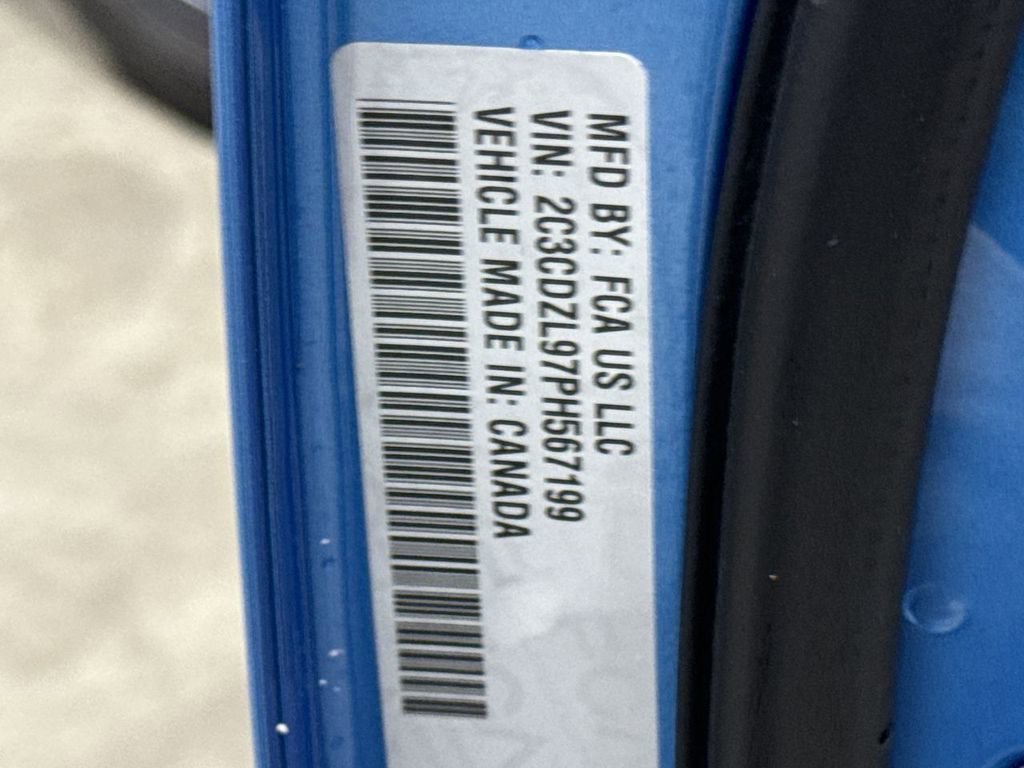 MFD BY: FCA US LLC
VIN: 2C3CDZL97PH567199
VEHICLE MADE IN: CANADA